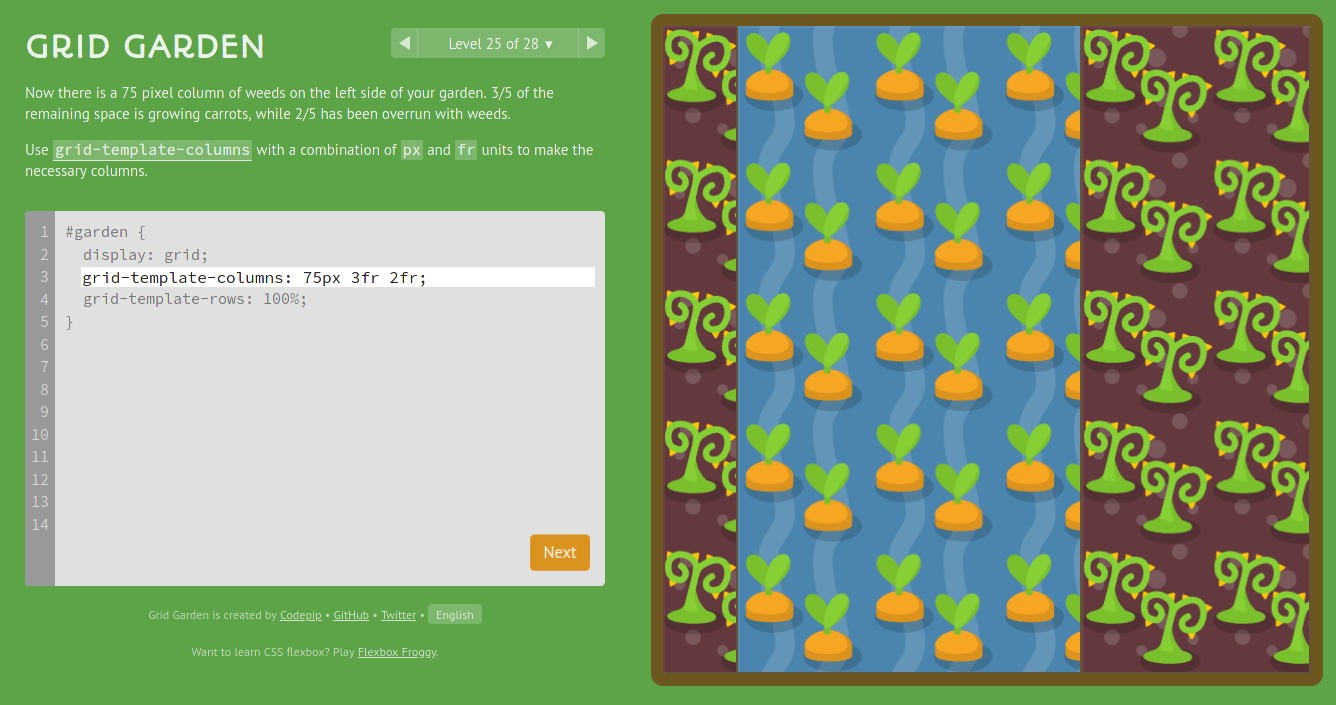 GRID GARDEN
Level 25 of 28 ▾
Now there is a 75 pixel column of weeds on the left side of your garden. 3/5 of the
remaining space is growing carrots, while 2/5 has been overrun with weeds.
Use grid-template-columns with a combination of px and fr units to make the
necessary columns.
1 #garden {
2 display: grid;
3 grid-template-columns: 75px 3fr 2fr;
4 grid-template-rows: 100%;
5 }
6
7
8
9
10
11
12
13
14
Next
Grid Garden is created by Codepip • GitHub • Twitter • English
Want to learn CSS flexbox? Play Flexbox Froggy.